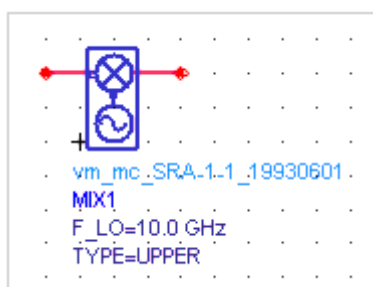 vm_mc_SRA-1-1_19930601
MIX1
F_LO=10.0 GHz
TYPE=UPPER